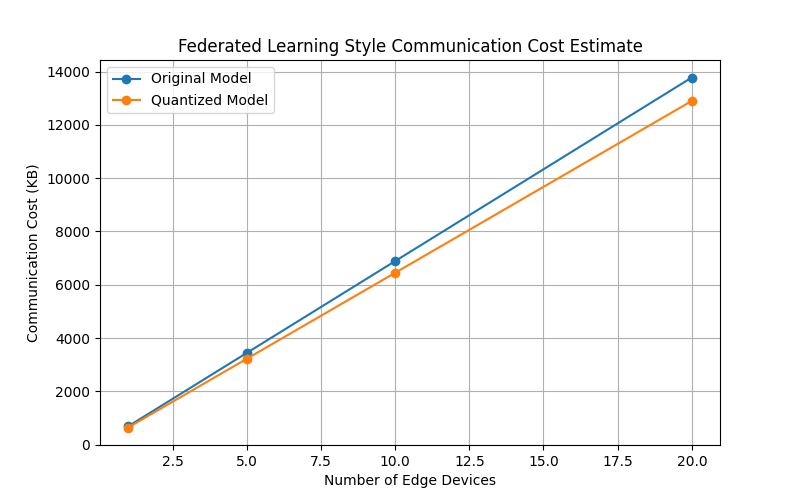 Federated Learning Style Communication Cost Estimate
Original Model
Quantized Model
Communication Cost (KB)
14000
12000
10000
8000
6000
4000
2000
0
2.5 5.0 7.5 10.0 12.5 15.0 17.5 20.0
Number of Edge Devices